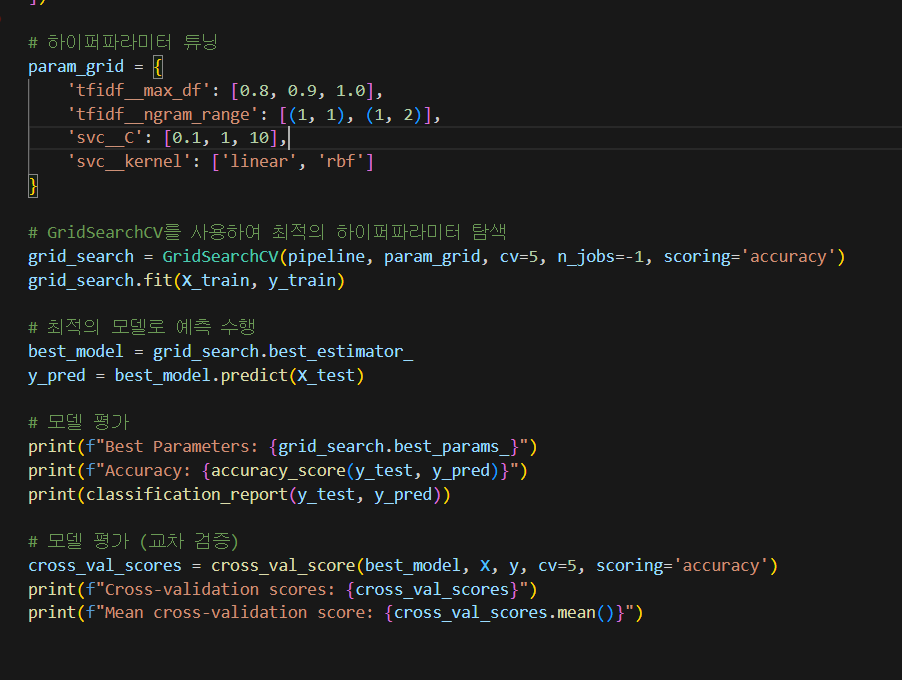 ])
# 하이퍼파라미터 튜닝
param_grid = {
    'tfidf__max_df': [0.8, 0.9, 1.0],
    'tfidf__ngram_range': [(1, 1), (1, 2)],
    'svc__C': [0.1, 1, 10],
    'svc__kernel': ['linear', 'rbf']
}
# GridSearchCV를 사용하여 최적의 하이퍼파라미터 탐색
grid_search = GridSearchCV(pipeline, param_grid, cv=5, n_jobs=-1, scoring='accuracy')
grid_search.fit(X_train, y_train)
# 최적의 모델로 예측 수행
best_model = grid_search.best_estimator_
y_pred = best_model.predict(X_test)
# 모델 평가
print(f"Best Parameters: {grid_search.best_params_}")
print(f"Accuracy: {accuracy_score(y_test, y_pred)}")
print(classification_report(y_test, y_pred))
# 모델 평가 (교차 검증)
cross_val_scores = cross_val_score(best_model, X, y, cv=5, scoring='accuracy')
print(f"Cross-validation scores: {cross_val_scores}")
print(f"Mean cross-validation score: {cross_val_scores.mean()}")